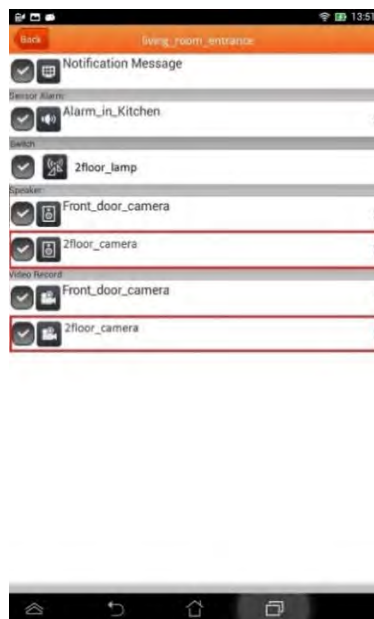 13:51
Back
living_room_entrance
Notification Message
Sensor Alarm
Alarm_in_Kitchen
Switch
2floor_lamp
Speaker
Front_door_camera
2floor_camera
Video Record
Front_door_camera
2floor_camera